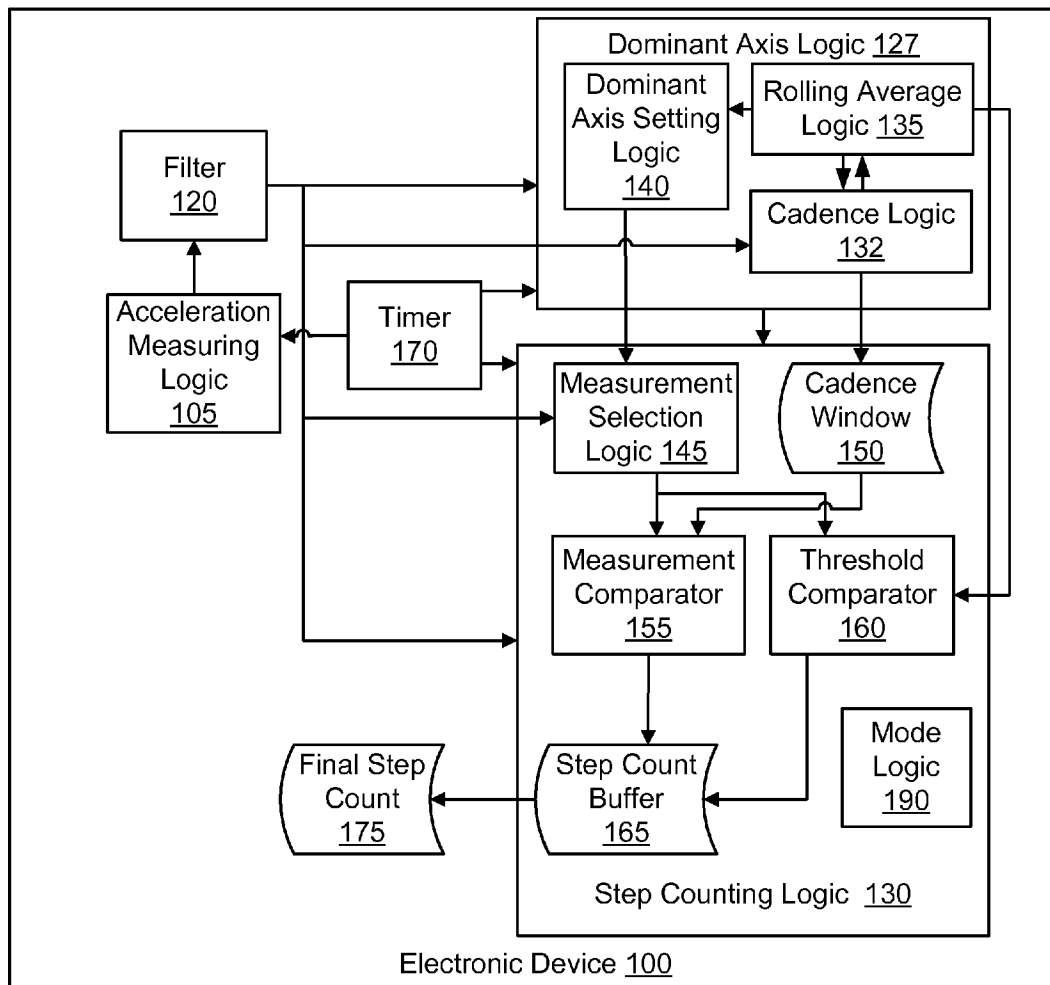 Dominant Axis Logic 127
Dominant
Axis Setting
Logic
140
Rolling Average
Logic 135
Cadence Logic
132
Filter
120
Acceleration
Measuring
Logic
105
Timer
170
Measurement
Selection
Logic 145
Cadence
Window
150
Measurement
Comparator
155
Threshold
Comparator
160
Mode
Logic
190
Final Step
Count
175
Step Count
Buffer
165
Step Counting Logic 130
Electronic Device 100